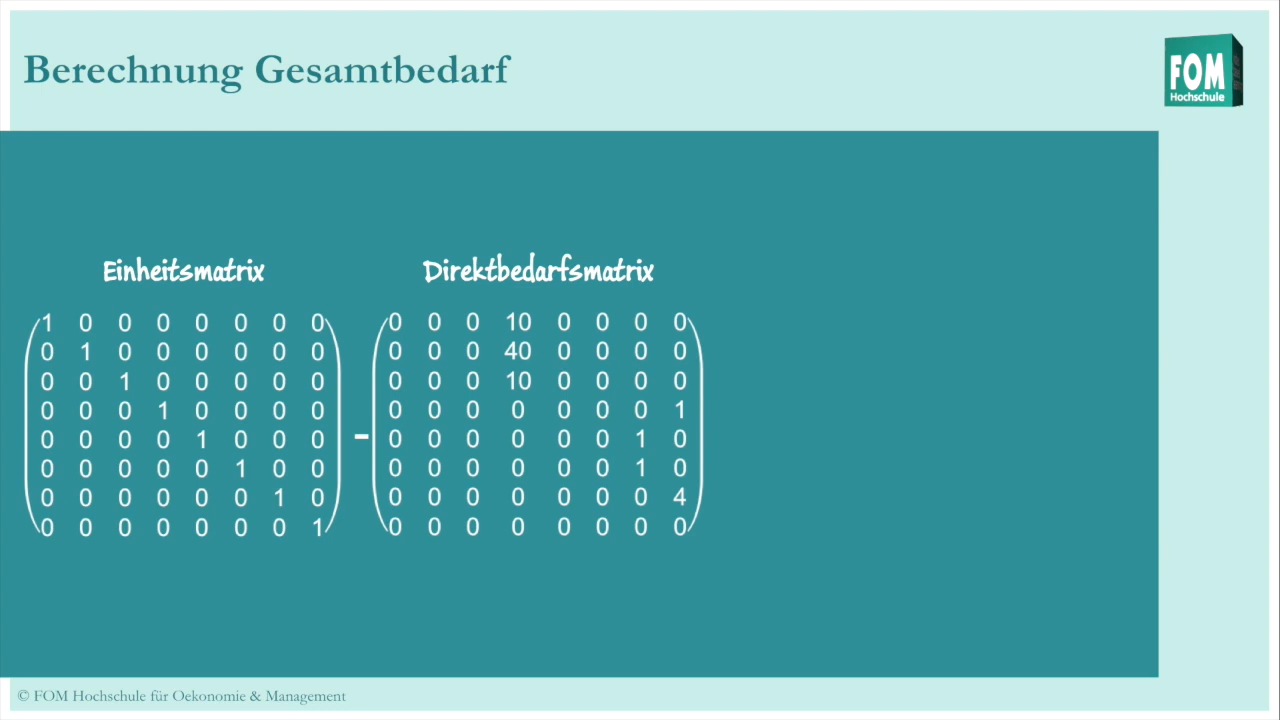 Berechnung Gesamtbedarf
FOM
Hochschule
Einheitsmatrix
Direktbedarfsmatrix
1 0 0 0 0 0 0 0
0 1 0 0 0 0 0 0
0 0 1 0 0 0 0 0
0 0 0 1 0 0 0 0
0 0 0 0 1 0 0 0
0 0 0 0 0 1 0 0
0 0 0 0 0 0 1 0
0 0 0 0 0 0 0 1
-
0 0 0 10 0 0 0 0
0 0 0 40 0 0 0 0
0 0 0 10 0 0 0 0
0 0 0 0 0 0 0 1
0 0 0 0 0 0 1 0
0 0 0 0 0 0 1 0
0 0 0 0 0 0 0 4
0 0 0 0 0 0 0 0
© FOM Hochschule für Oekonomie & Management